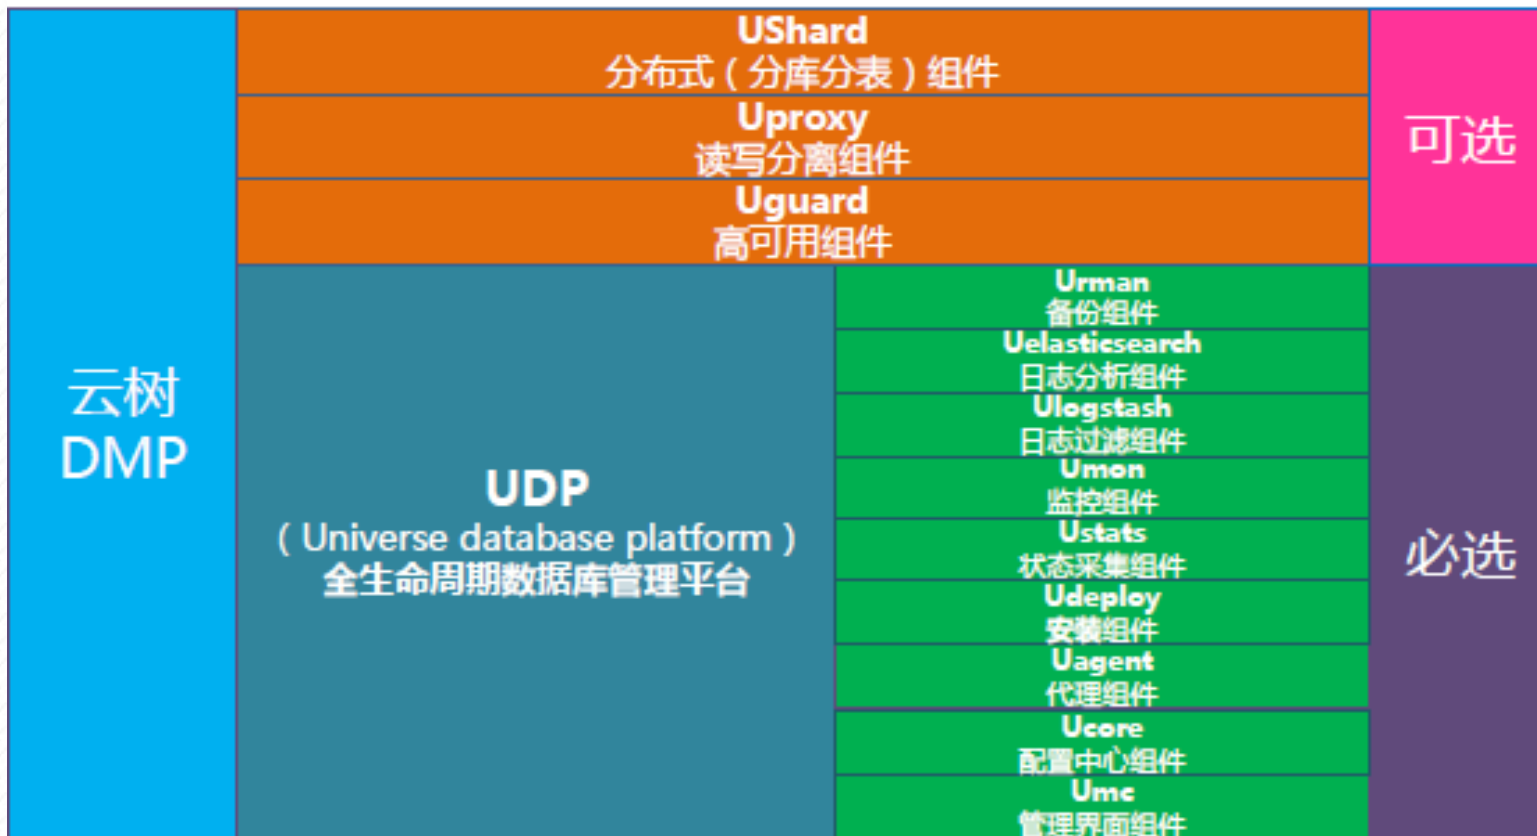 UShard
分布式（分库分表）组件
可选
Uproxy
读写分离组件
Uguard
高可用组件
云树
DMP
UDP
（Universe database platform）
全生命周期数据库管理平台
Urman
备份组件
Uelasticsearch
日志分析组件
Ulogstash
日志过滤组件
Umon
监控组件
Ustats
状态采集组件
Udeploy
安装组件
Uagent
代理组件
Ucore
配置中心组件
Umc
管理界面组件
必选